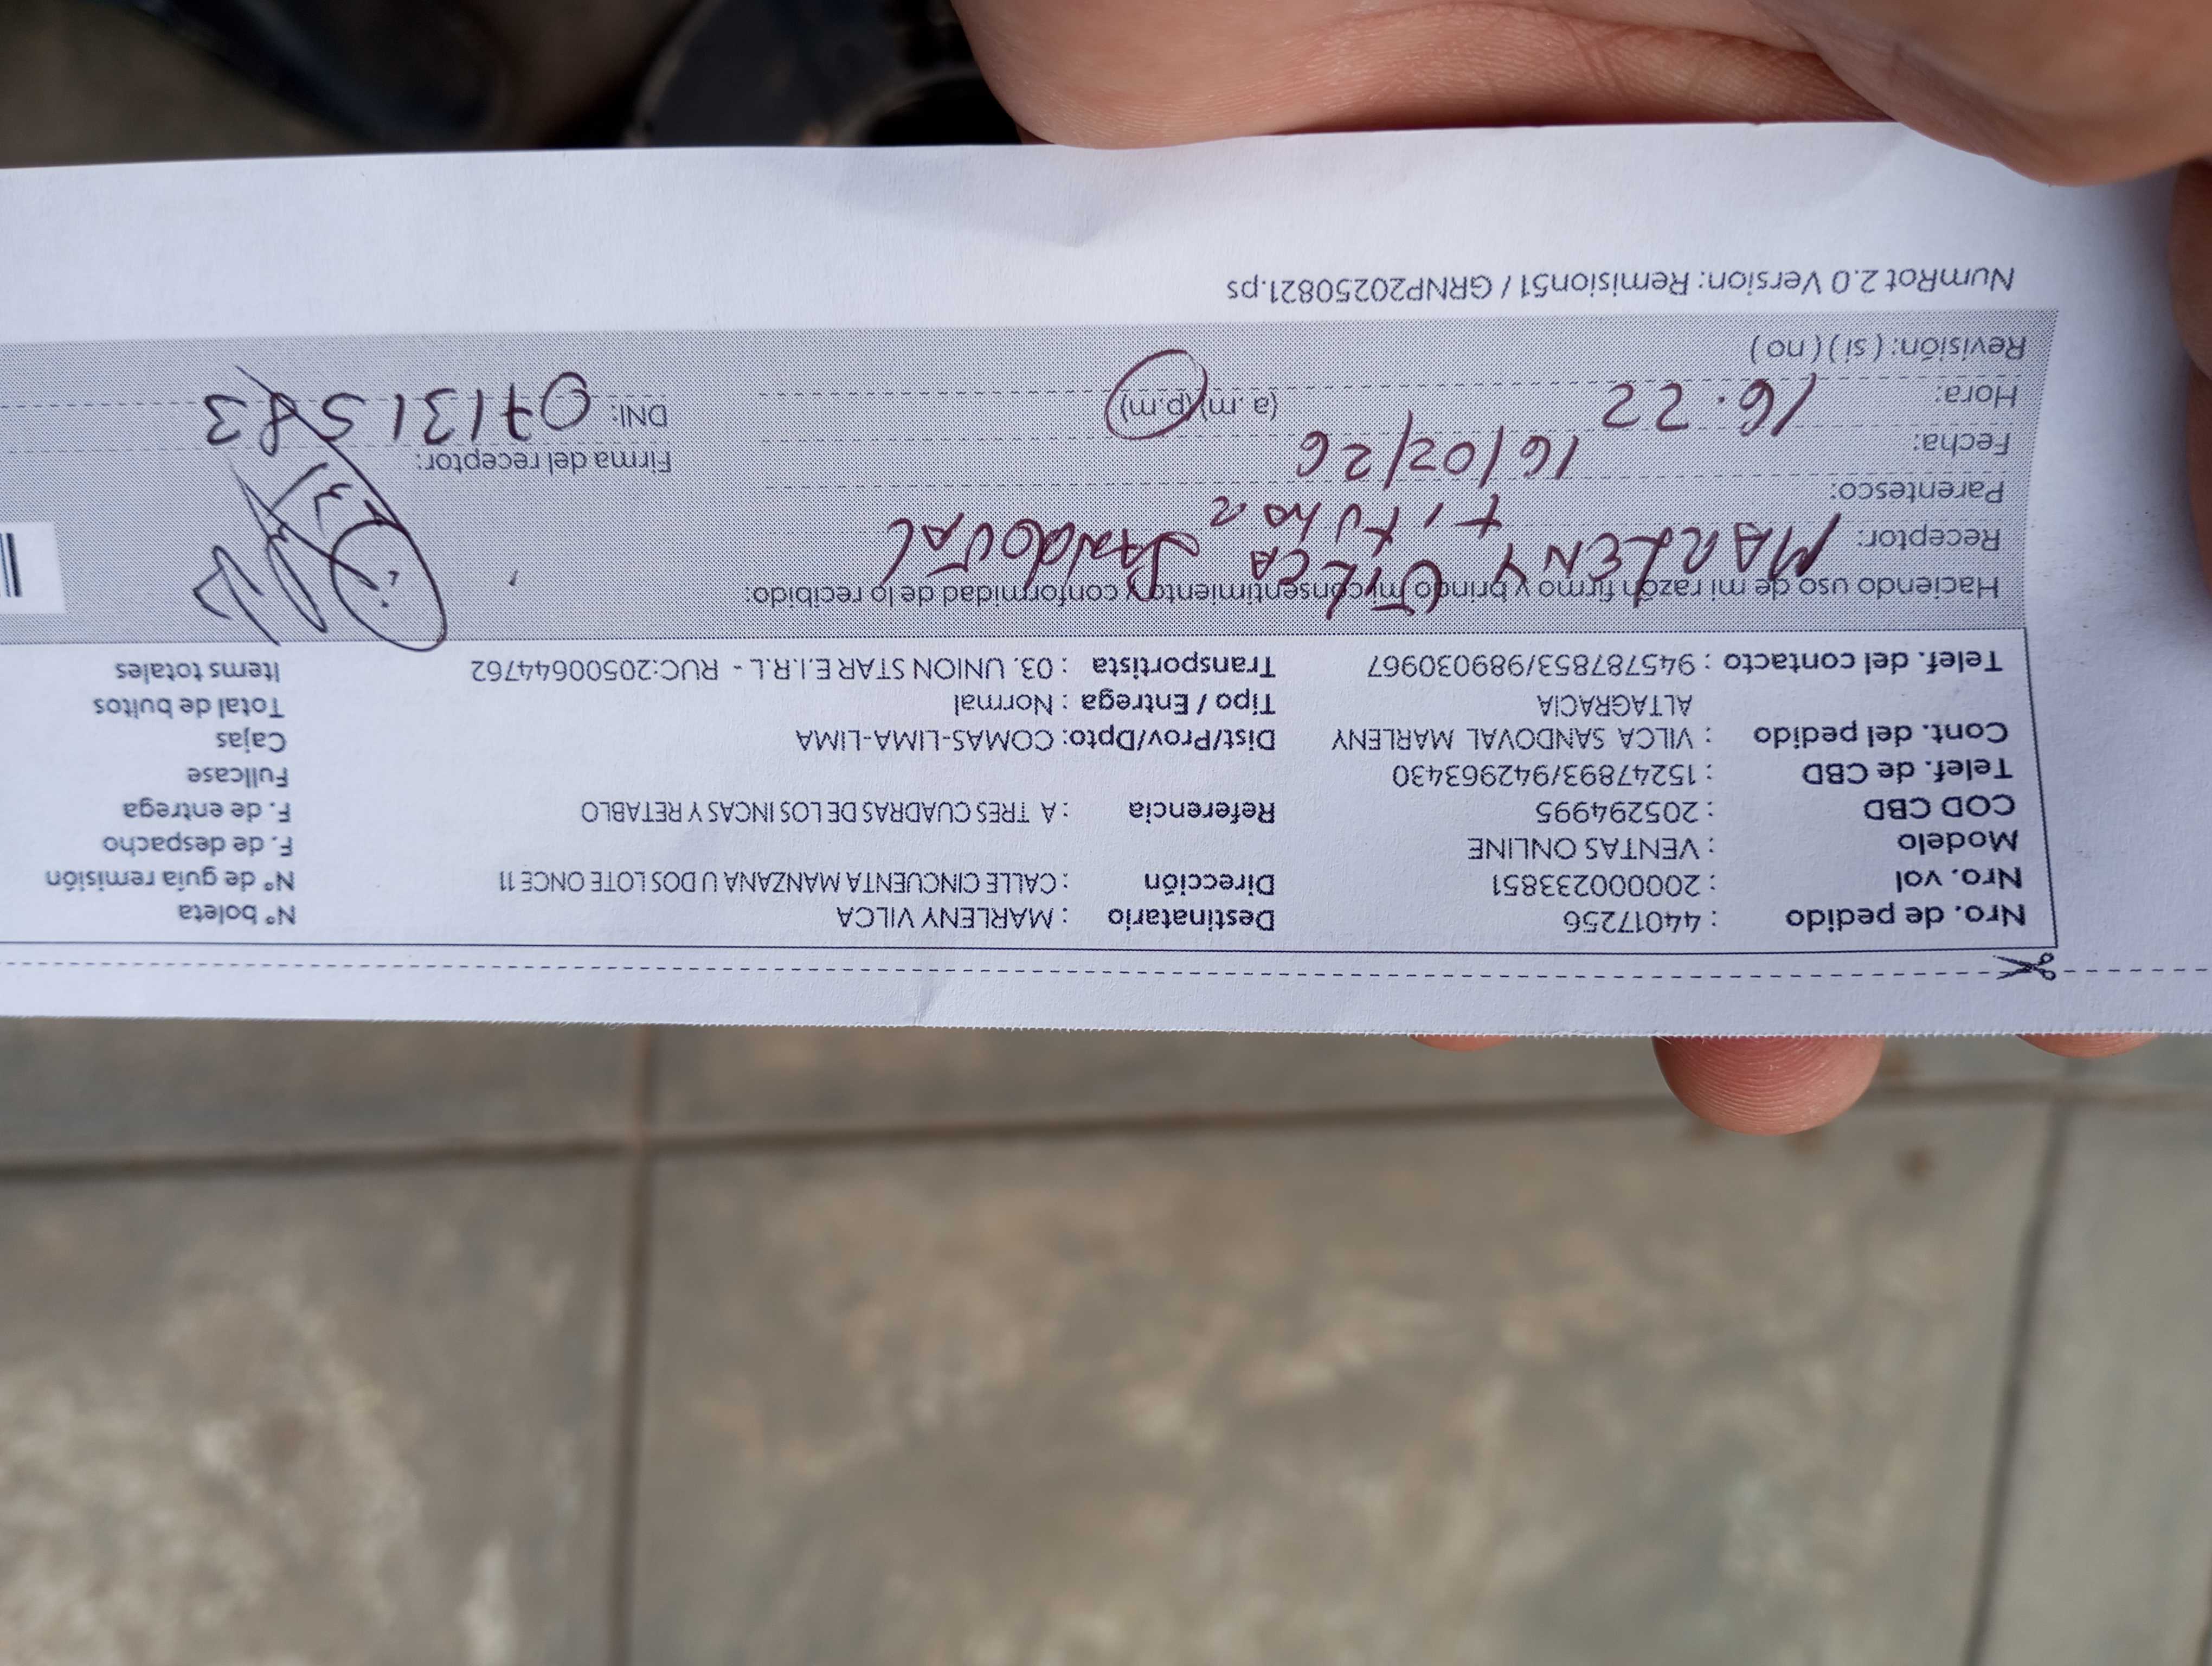 Nro. de pedido : 44017256 Destinatario : MARLENY VILCA N° boleta
Nro. vol : 200000233851 Dirección : CALLE CINCUENTA MANZANA U DOS LOTE ONCE 11 N° de guía remisión
Modelo : VENTAS ONLINE F. de despacho
COD CBD : 205294995 Referencia : A TRES CUADRAS DE LOS INCAS Y RETABLO F. de entrega
Telef. de CBD : 15247893/942963430 Fullcase
Cont. del pedido : VILCA SANDOVAL MARLENY Dist/Prov/Dpto: COMAS-LIMA-LIMA Cajas
ALTAGRACIA Tipo / Entrega : Normal Total de bultos
Telef. del contacto : 945787853/989030967 Transportista : 03. UNION STAR E.I.R.L - RUC:20500644762 Items totales
Haciendo uso de mi razón firmo y brindo mi consentimiento y conformidad de lo recibido:
Receptor: MARLENY VILCA SANDOVAL
Parentesco: titular
Fecha: 16/02/26 Firma del receptor:
Hora: 16.22 (a.m)(p.m) DNI: 07131583
Revisión: ( si ) ( no )
NumRot 2.0 Version: Remision51 / GRNP20250821.ps